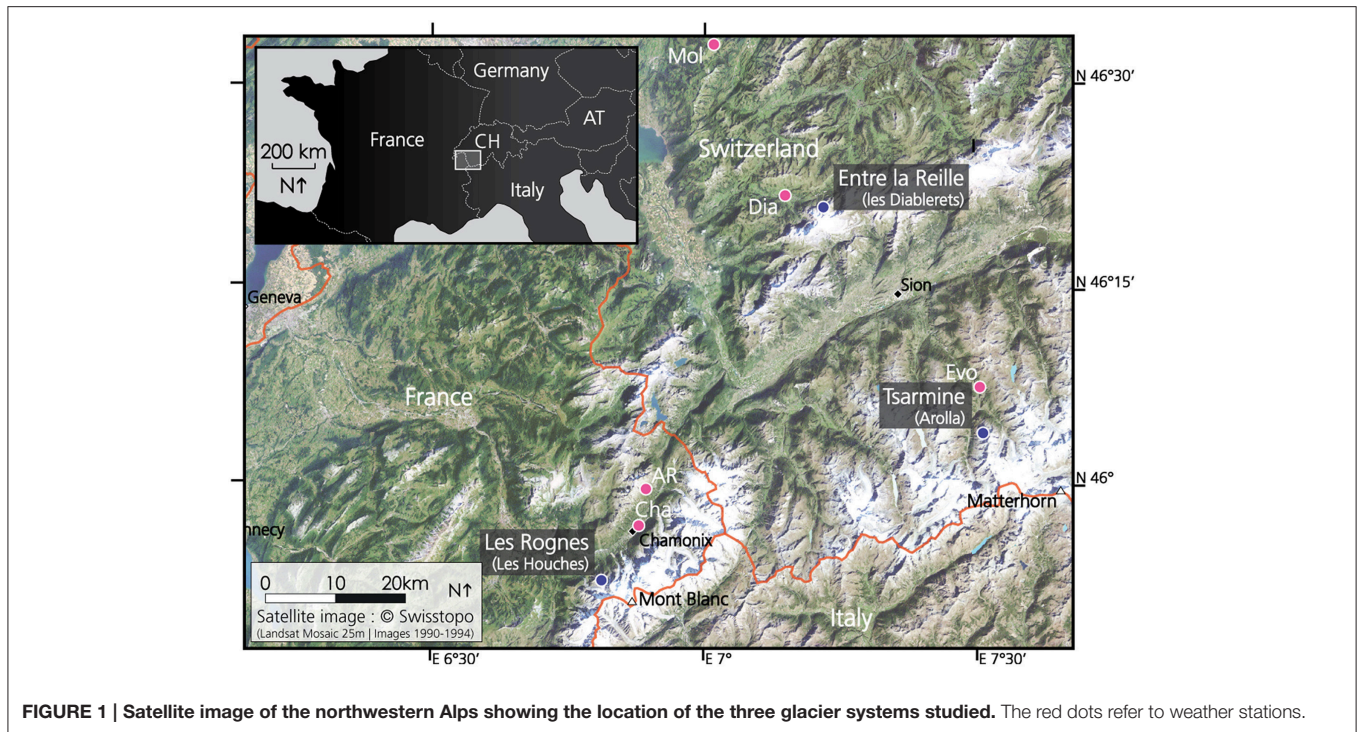 Mol
Germany
AT
France
CH
200 km
N↑
Italy
N 46°30'
Switzerland
Entre la Reille
(les Diablerets)
Dia
Geneva
Sion
N 46°15'
France
Evo
Tsarmine
(Arolla)
AR
N 46°
Matterhorn
Cha
nnecy
Chamonix
Les Rognes
(Les Houches)
0 10 20km
N↑
Mont Blanc
Italy
Satellite image : © Swisstopo
(Landsat Mosaic 25m | Images 1990-1994)
E 6°30'
E 7°
E 7°30'
FIGURE 1 | Satellite image of the northwestern Alps showing the location of the three glacier systems studied. The red dots refer to weather stations.